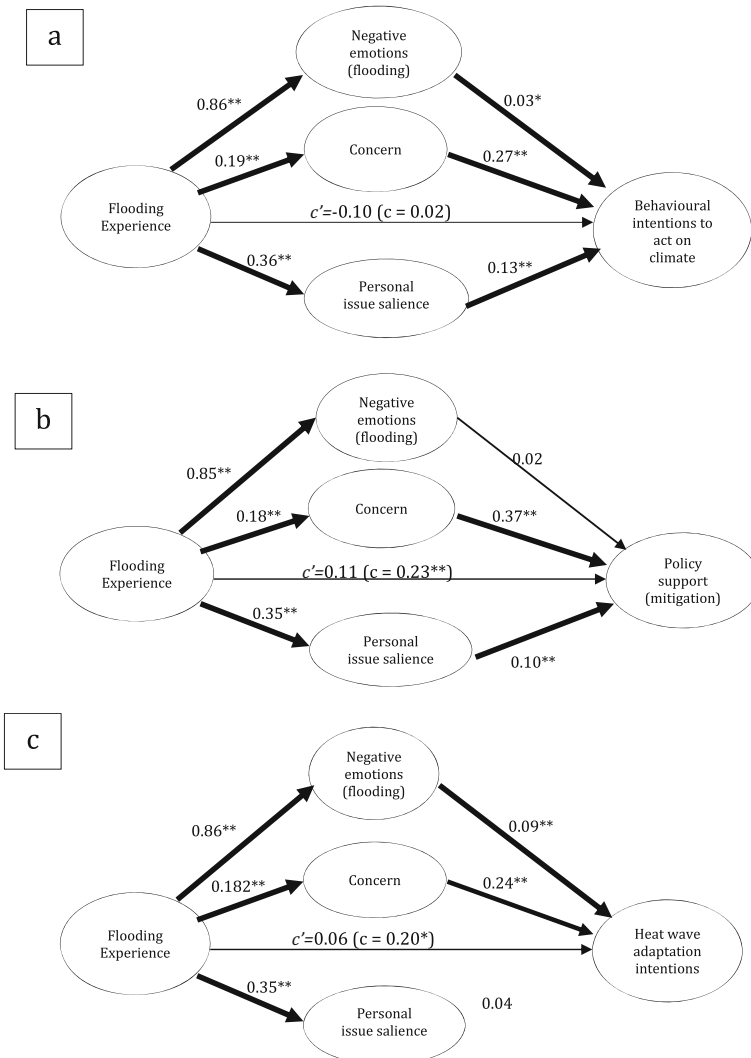 a
Negative
emotions
(flooding)
0.86**
0.03*
Concern
0.19**
0.27**
Flooding
Experience
c'=-0.10 (c = 0.02)
Behavioural
intentions to
act on
climate
0.36**
0.13**
Personal
issue salience
b
Negative
emotions
(flooding)
0.85**
0.02
Concern
0.18**
0.37**
Flooding
Experience
c'=0.11 (c = 0.23**)
Policy
support
(mitigation)
0.35**
0.10**
Personal
issue salience
c
Negative
emotions
(flooding)
0.86**
0.09**
Concern
0.182**
0.24**
Flooding
Experience
c'=0.06 (c = 0.20*)
Heat wave
adaptation
intentions
0.35**
0.04
Personal
issue salience